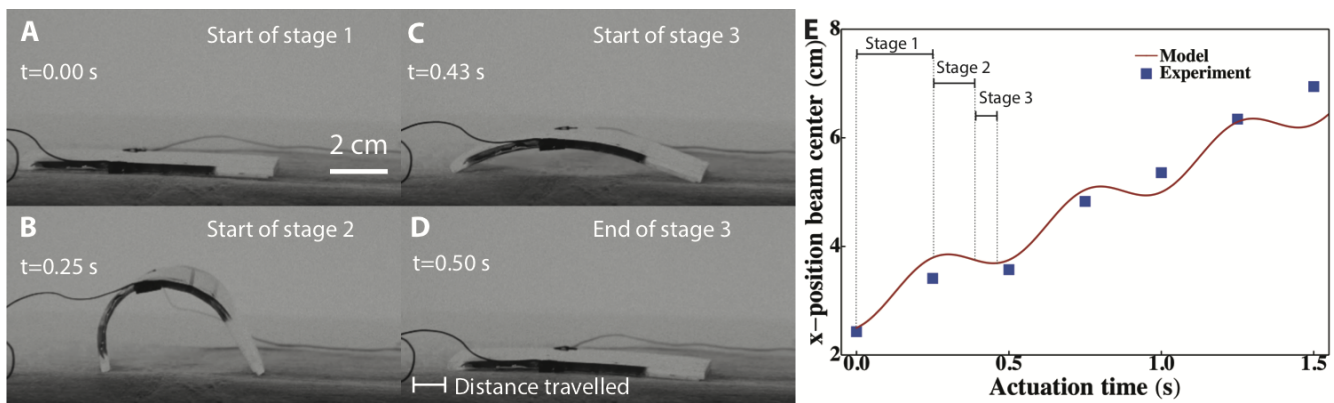 A
Start of stage 1
t=0.00 s
2 cm
B
Start of stage 2
t=0.25 s
C
Start of stage 3
t=0.43 s
D
End of stage 3
t=0.50 s
Distance travelled
E
x-position beam center (cm)
8
6
4
2
Stage 1
Stage 2
Stage 3
Model
Experiment
0.0
0.5
1.0
1.5
Actuation time (s)